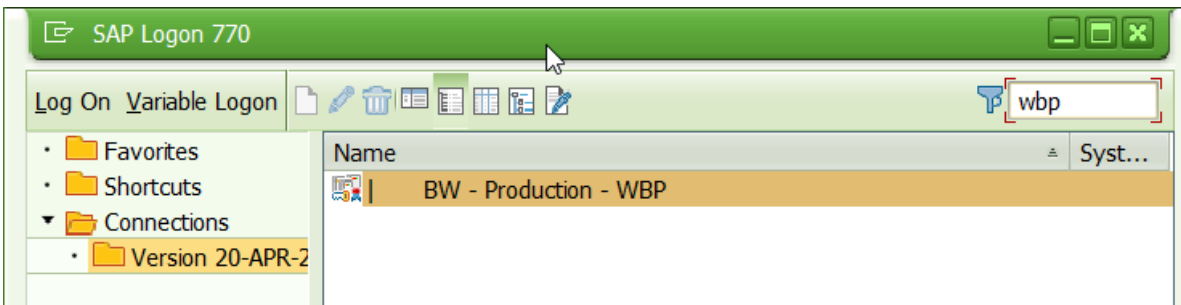 SAP Logon 770
Log On Variable Logon wbp
Favorites
Shortcuts
Connections
Version 20-APR-2
Name Syst...
| BW - Production - WBP